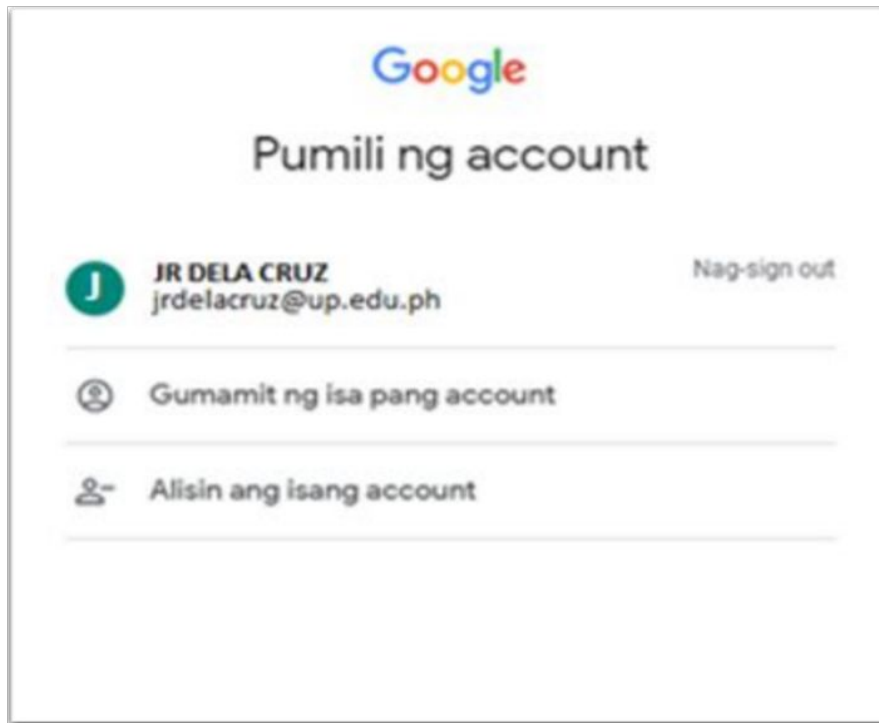 Google
Pumili ng account
J
JR DELA CRUZ
Nag-sign out
jrdelacruz@up.edu.ph
Gumamit ng isa pang account
Alisin ang isang account